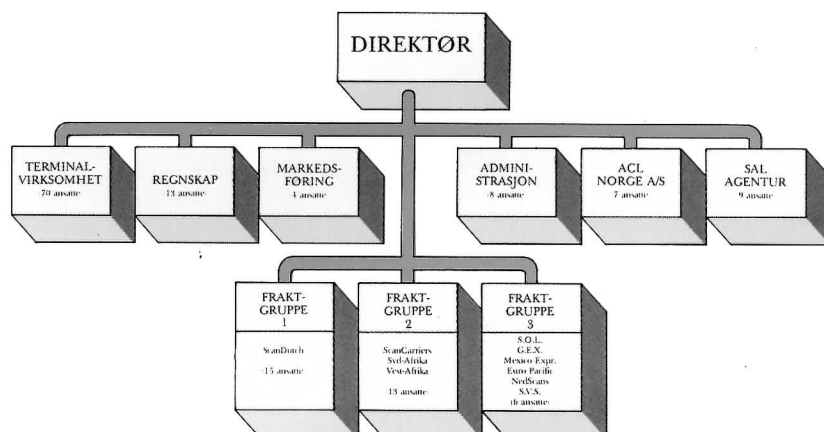 DIREKTØR
TERMINAL-
VIRKSOMHET
-70 ansatte-
REGNSKAP
-13 ansatte-
MARKEDS-
FÖRING
-4 ansatte-
ADMINI-
STRASJON
-8 ansatte-
ACL
NORGE A/S
7 ansatte-
SAL
AGENTUR
9 ansatte-
FRAKT-
GRUPPE
1
ScanDutch
-15 ansatte-
FRAKT-
GRUPPE
2
ScanCarriers
Syd-Afrika
Vest-Afrika
-13 ansatte-
FRAKT-
GRUPPE
3
S.O.L.
G.E.X.
Mexico Expr.
Euro Pacific
NedScans
S.V.S.
(6 ansatte)